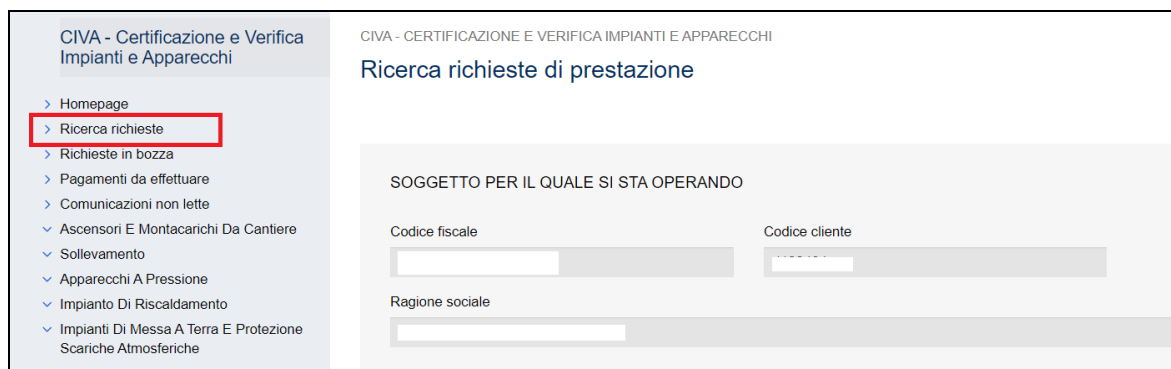 CIVA - Certificazione e Verifica
Impianti e Apparecchi
Homepage
Ricerca richieste
Richieste in bozza
Pagamenti da effettuare
Comunicazioni non lette
Ascensori E Montacarichi Da Cantiere
Sollevamento
Apparecchi A Pressione
Impianto Di Riscaldamento
Impianti Di Messa A Terra E Protezione
Scariche Atmosferiche
CIVA - CERTIFICAZIONE E VERIFICA IMPIANTI E APPARECCHI
Ricerca richieste di prestazione
SOGGETTO PER IL QUALE SI STA OPERANDO
Codice fiscale
Codice cliente
Ragione sociale